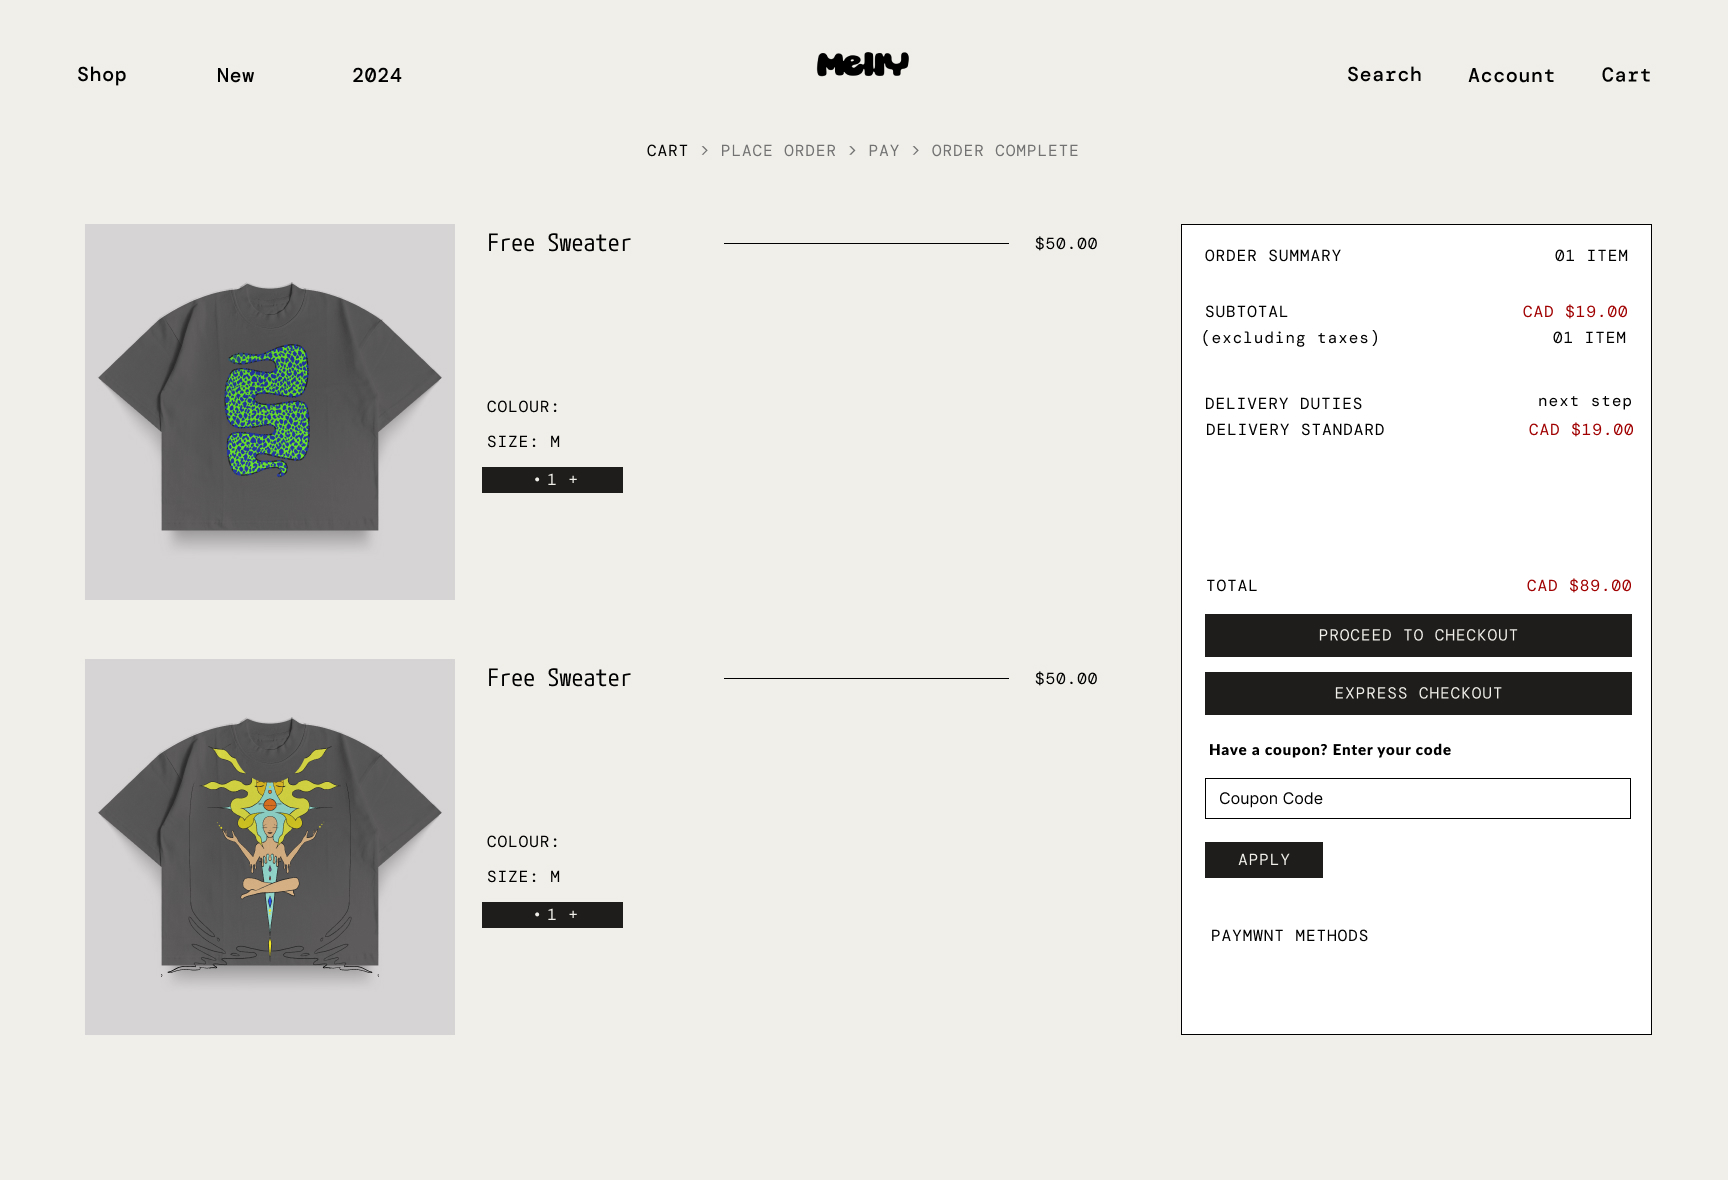 Shop New 2024 Melly Search Account Cart
CART > PLACE ORDER > PAY > ORDER COMPLETE
Free Sweater $50.00
COLOUR:
SIZE: M
• 1 +
Free Sweater $50.00
COLOUR:
SIZE: M
• 1 +
ORDER SUMMARY 01 ITEM
SUBTOTAL CAD $19.00
(excluding taxes) 01 ITEM
DELIVERY DUTIES next step
DELIVERY STANDARD CAD $19.00
TOTAL CAD $89.00
PROCEED TO CHECKOUT
EXPRESS CHECKOUT
Have a coupon? Enter your code
Coupon Code
APPLY
PAYMWNT METHODS